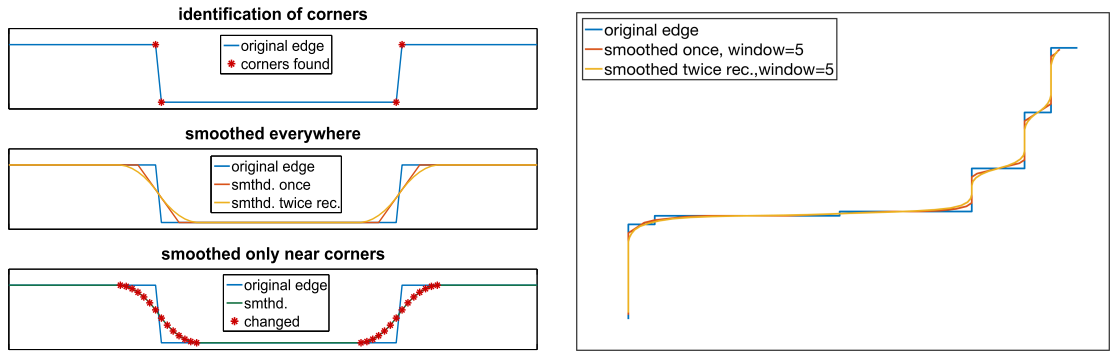 identification of corners
original edge
corners found
smoothed everywhere
original edge
smthd. once
smthd. twice rec.
smoothed only near corners
original edge
smthd.
changed
original edge
smoothed once, window=5
smoothed twice rec.,window=5